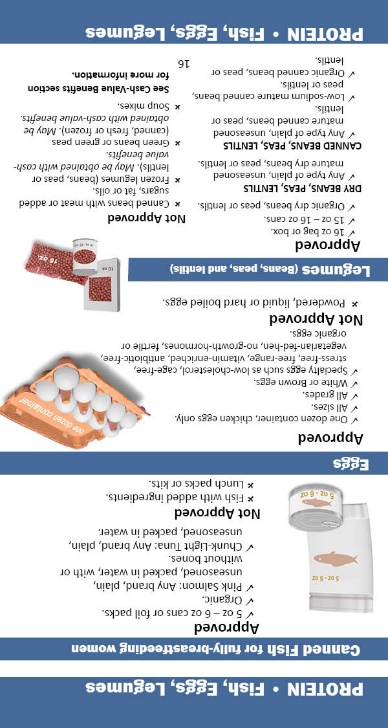 PROTEIN • Fish, Eggs, Legumes
Canned Fish for fully-breastfeeding women
Approved
✓ 5 oz – 6 oz cans or foil packs.
✓ Organic.
✓ Pink Salmon: Any brand, plain,
unseasoned, packed in water, with or
without bones.
✓ Chunk-Light Tuna: Any brand, plain,
unseasoned, packed in water.
Not Approved
× Fish with added ingredients.
× Lunch packs or kits.
5 oz - 6 oz
5 oz - 6 oz
Eggs
Approved
✓ One dozen container, chicken eggs only.
✓ All sizes.
✓ All grades.
✓ White or Brown eggs.
✓ Specialty eggs such as low-cholesterol, cage-free,
stress-free, free-range, vitamin-enriched, antibiotic-free,
vegetarian-fed-hen, no-growth-hormones, fertile or
organic eggs.
Not Approved
× Powdered, liquid or hard boiled eggs.
one dozen container
Legumes (Beans, peas, and lentils)
Approved
✓ 16 oz bag or box.
✓ 15 oz – 16 oz cans.
✓ Organic dry beans, peas or lentils.
DRY BEANS, PEAS, LENTILS
✓ Any type of plain, unseasoned
mature dry beans, peas or lentils.
CANNED BEANS, PEAS, LENTILS
✓ Any type of plain, unseasoned
mature canned beans, peas or
lentils.
✓ Low-sodium mature canned beans,
peas or lentils.
✓ Organic canned beans, peas or
lentils.
16 oz
Not Approved
× Canned beans with meat or added
sugars, fat or oils.
× Frozen legumes (beans, peas or
lentils). May be obtained with cash-
value benefits.
× Green beans or green peas
(canned, fresh or frozen). May be
obtained with cash-value benefits.
× Soup mixes.
See Cash-Value Benefits section
for more information.
16
PROTEIN • Fish, Eggs, Legumes